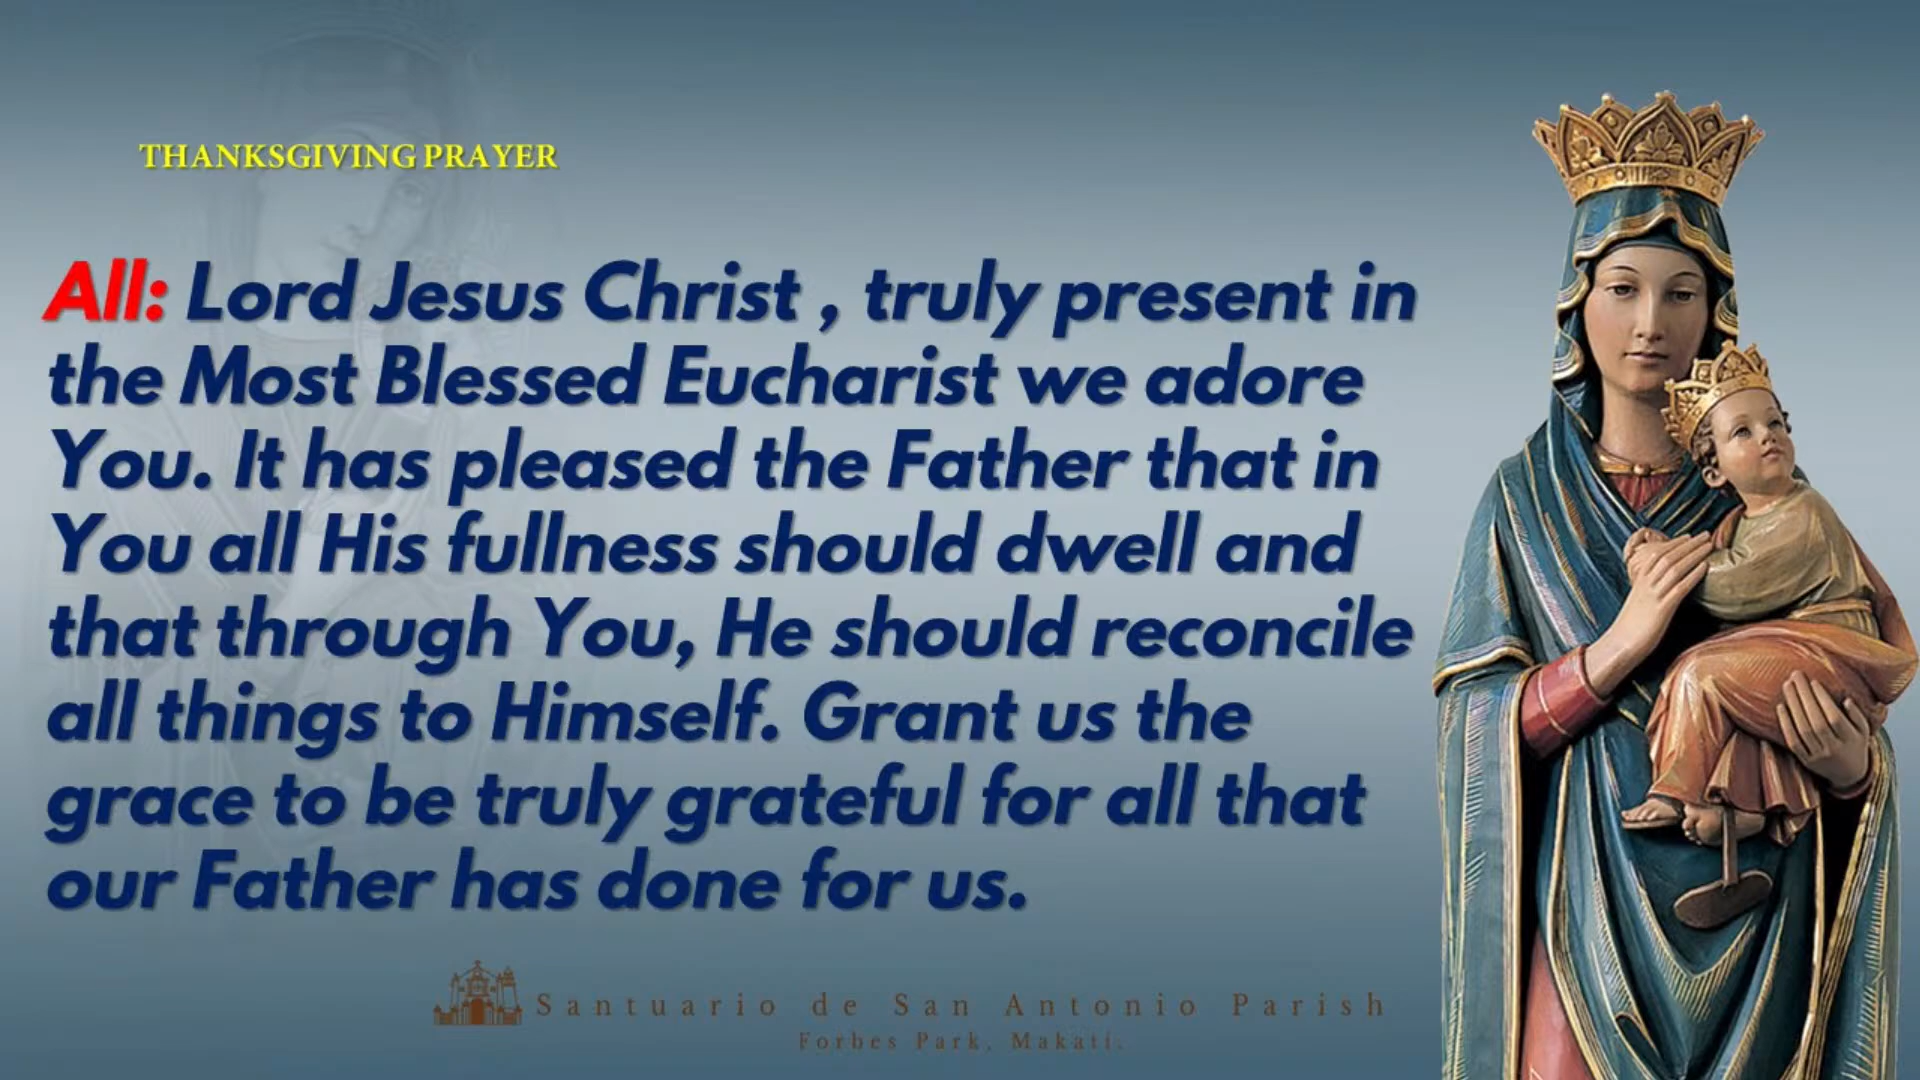 THANKSGIVING PRAYER
All: Lord Jesus Christ , truly present in
the Most Blessed Eucharist we adore
You. It has pleased the Father that in
You all His fullness should dwell and
that through You, He should reconcile
all things to Himself. Grant us the
grace to be truly grateful for all that
our Father has done for us.
Santuario de San Antonio Parish
Forbes Park, Makati.